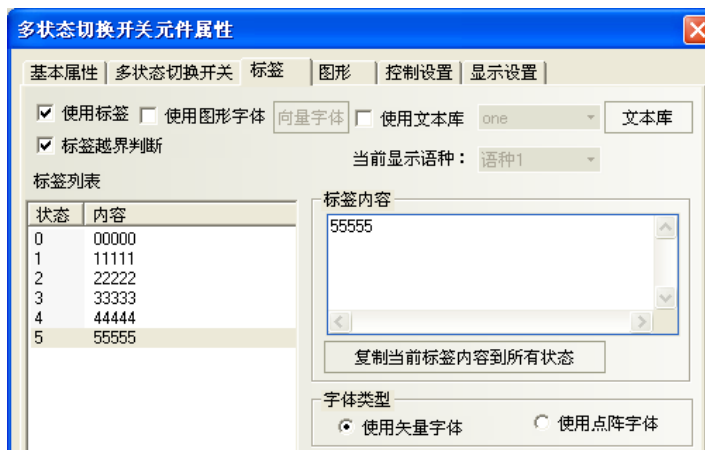 多状态切换开关元件属性
基本属性 多状态切换开关 标签 图形 控制设置 显示设置
使用标签 使用图形字体 向量字体 使用文本库 one 文本库
标签越界判断
当前显示语种： 语种1
标签列表
标签内容
状态 内容
55555
0 00000
1 11111
2 22222
3 33333
4 44444
5 55555
复制当前标签内容到所有状态
字体类型
使用矢量字体 使用点阵字体